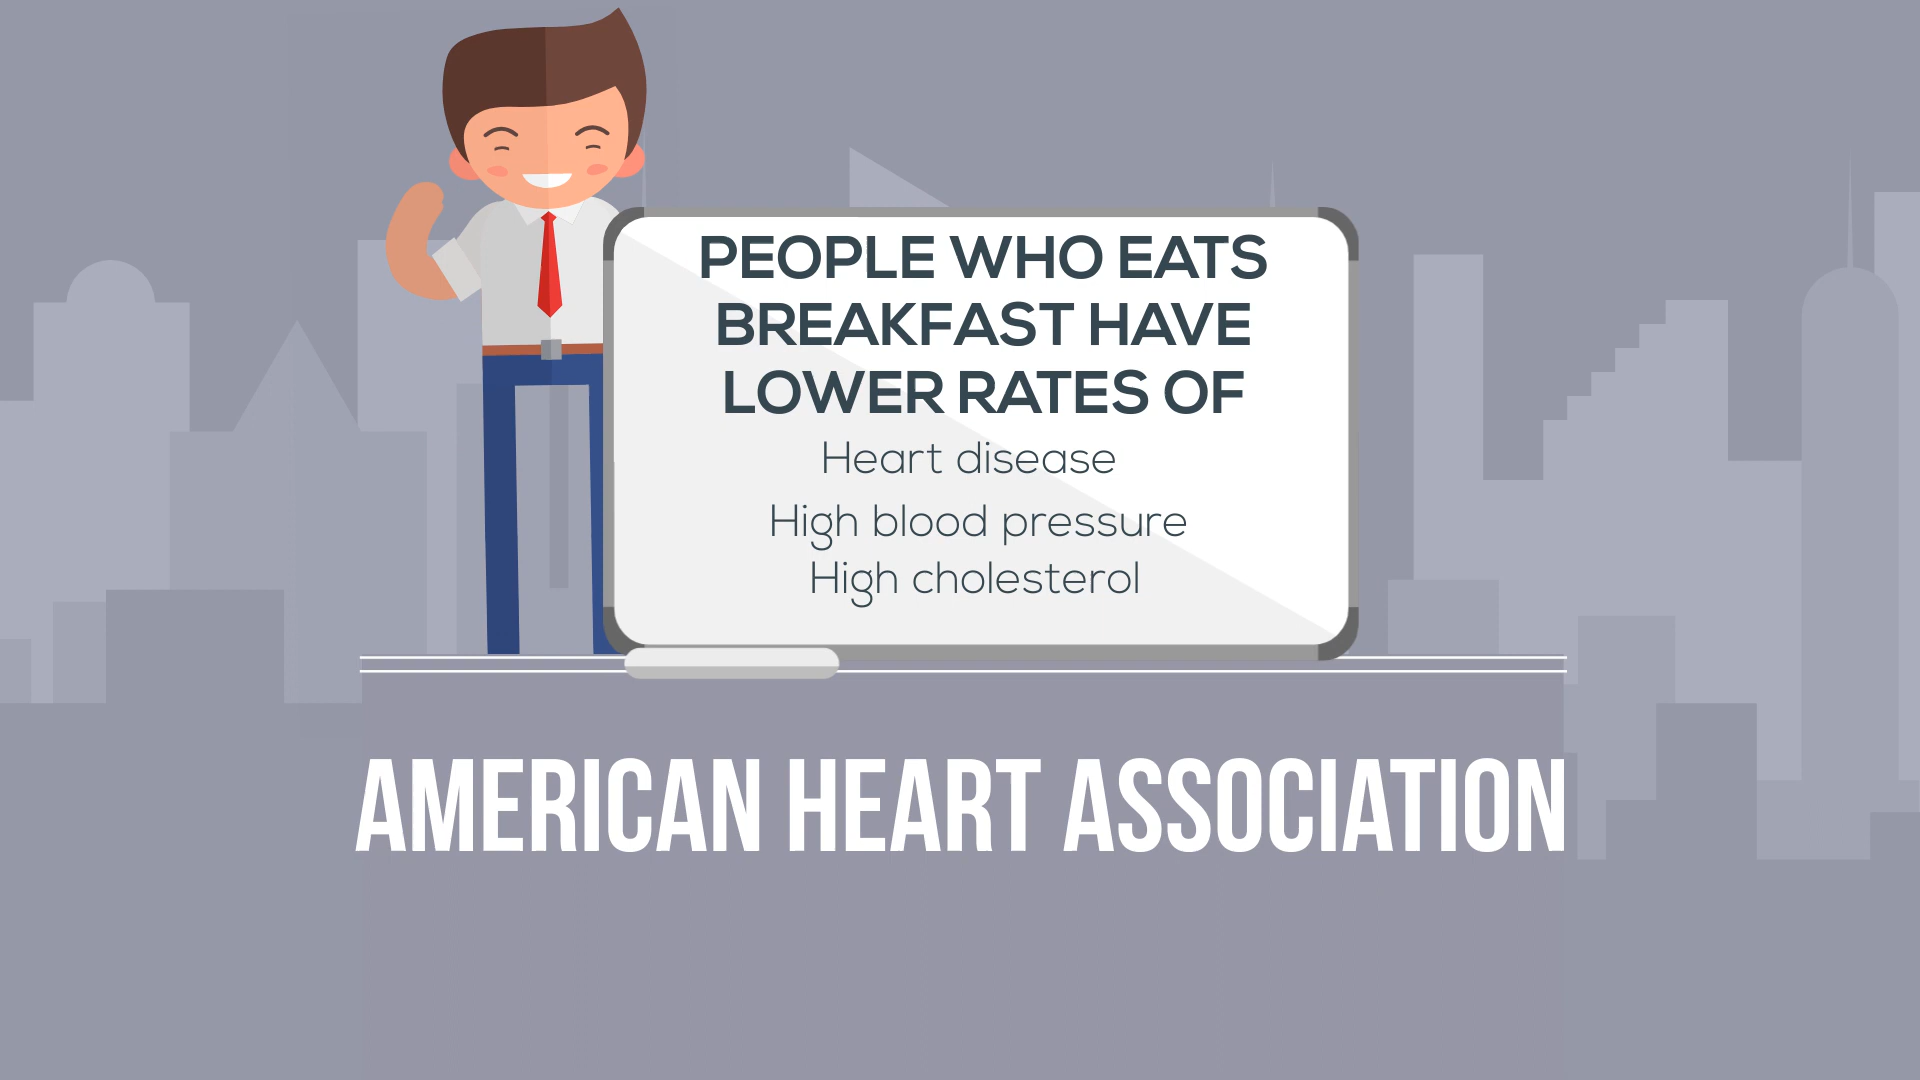 PEOPLE WHO EATS
BREAKFAST HAVE
LOWER RATES OF
Heart disease
High blood pressure
High cholesterol
AMERICAN HEART ASSOCIATION